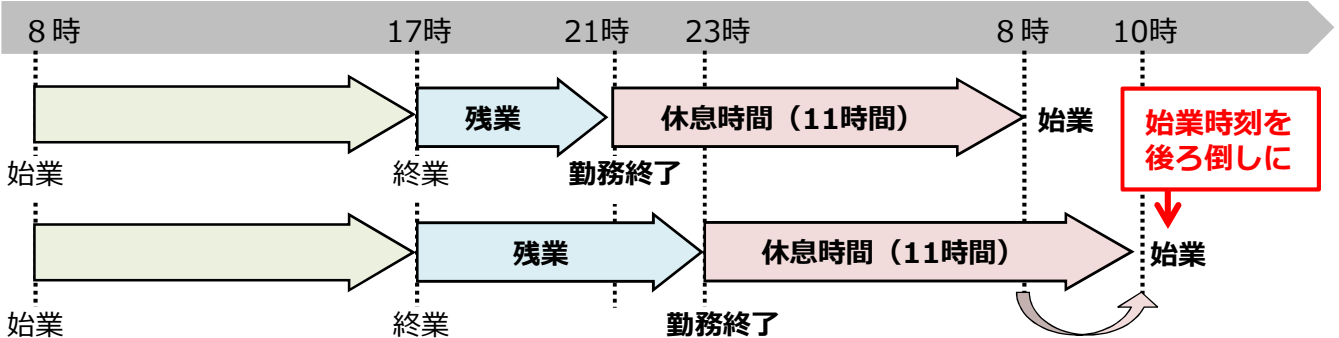 ８時 17時 21時 23時 ８時 10時
残業 休息時間（11時間） 始業
始業時刻を
後ろ倒しに
始業 終業 勤務終了
残業 休息時間（11時間） 始業
始業 終業 勤務終了